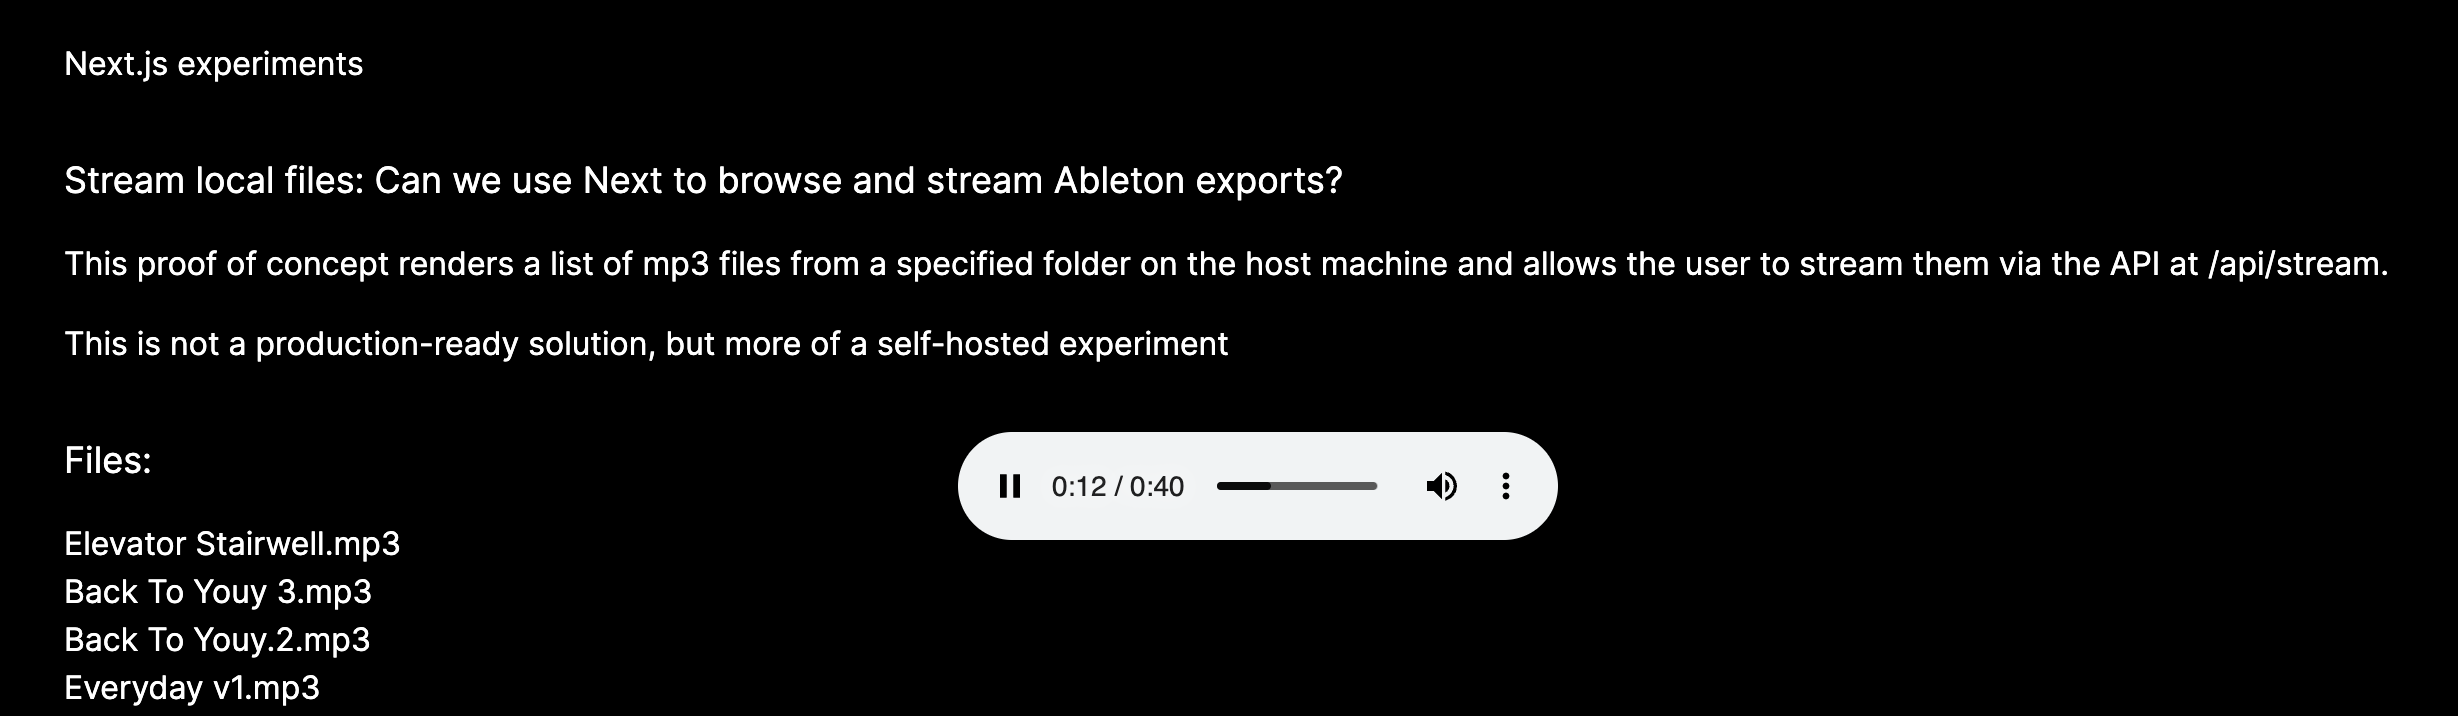 Next.js experiments
Stream local files: Can we use Next to browse and stream Ableton exports?
This proof of concept renders a list of mp3 files from a specified folder on the host machine and allows the user to stream them via the API at /api/stream.
This is not a production-ready solution, but more of a self-hosted experiment
Files:
0:12 / 0:40
Elevator Stairwell.mp3
Back To Youy 3.mp3
Back To Youy.2.mp3
Everyday v1.mp3